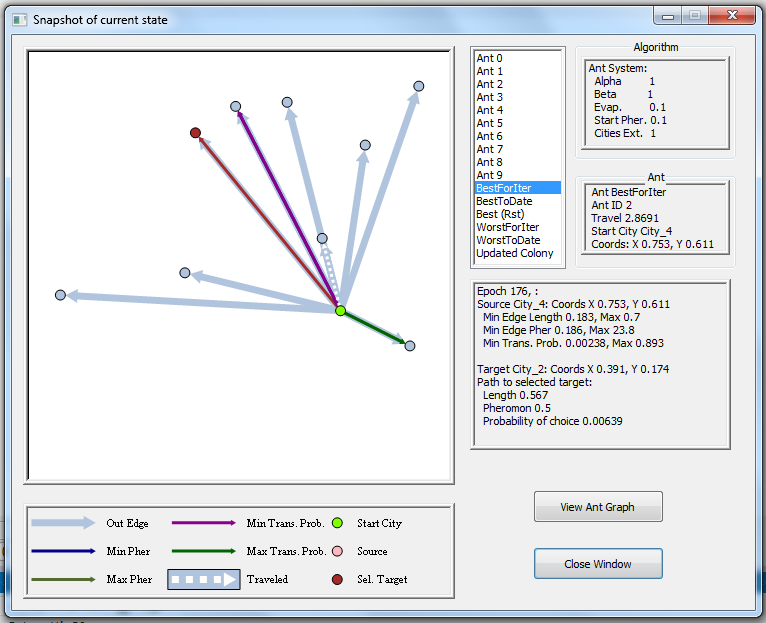 Snapshot of current state
Ant 0
Ant 1
Ant 2
Ant 3
Ant 4
Ant 5
Ant 6
Ant 7
Ant 8
Ant 9
BestForIter
BestToDate
Best (Rst)
WorstForIter
WorstToDate
Updated Colony
Algorithm
Ant System:
Alpha 1
Beta 1
Evap. 0.1
Start Pher. 0.1
Cities Ext. 1
Ant
Ant BestForIter
Ant ID 2
Travel 2.8691
Start City City_4
Coords: X 0.753, Y 0.611
Epoch 176, :
Source City_4: Coords X 0.753, Y 0.611
Min Edge Length 0.183, Max 0.7
Min Edge Pher 0.186, Max 23.8
Min Trans. Prob. 0.00238, Max 0.893
Target City_2: Coords X 0.391, Y 0.174
Path to selected target:
Length 0.567
Pheromon 0.5
Probability of choice 0.00639
Out Edge Min Trans. Prob. Start City
Min Pher Max Trans. Prob. Source
Max Pher Traveled Sel. Target
View Ant Graph
Close Window